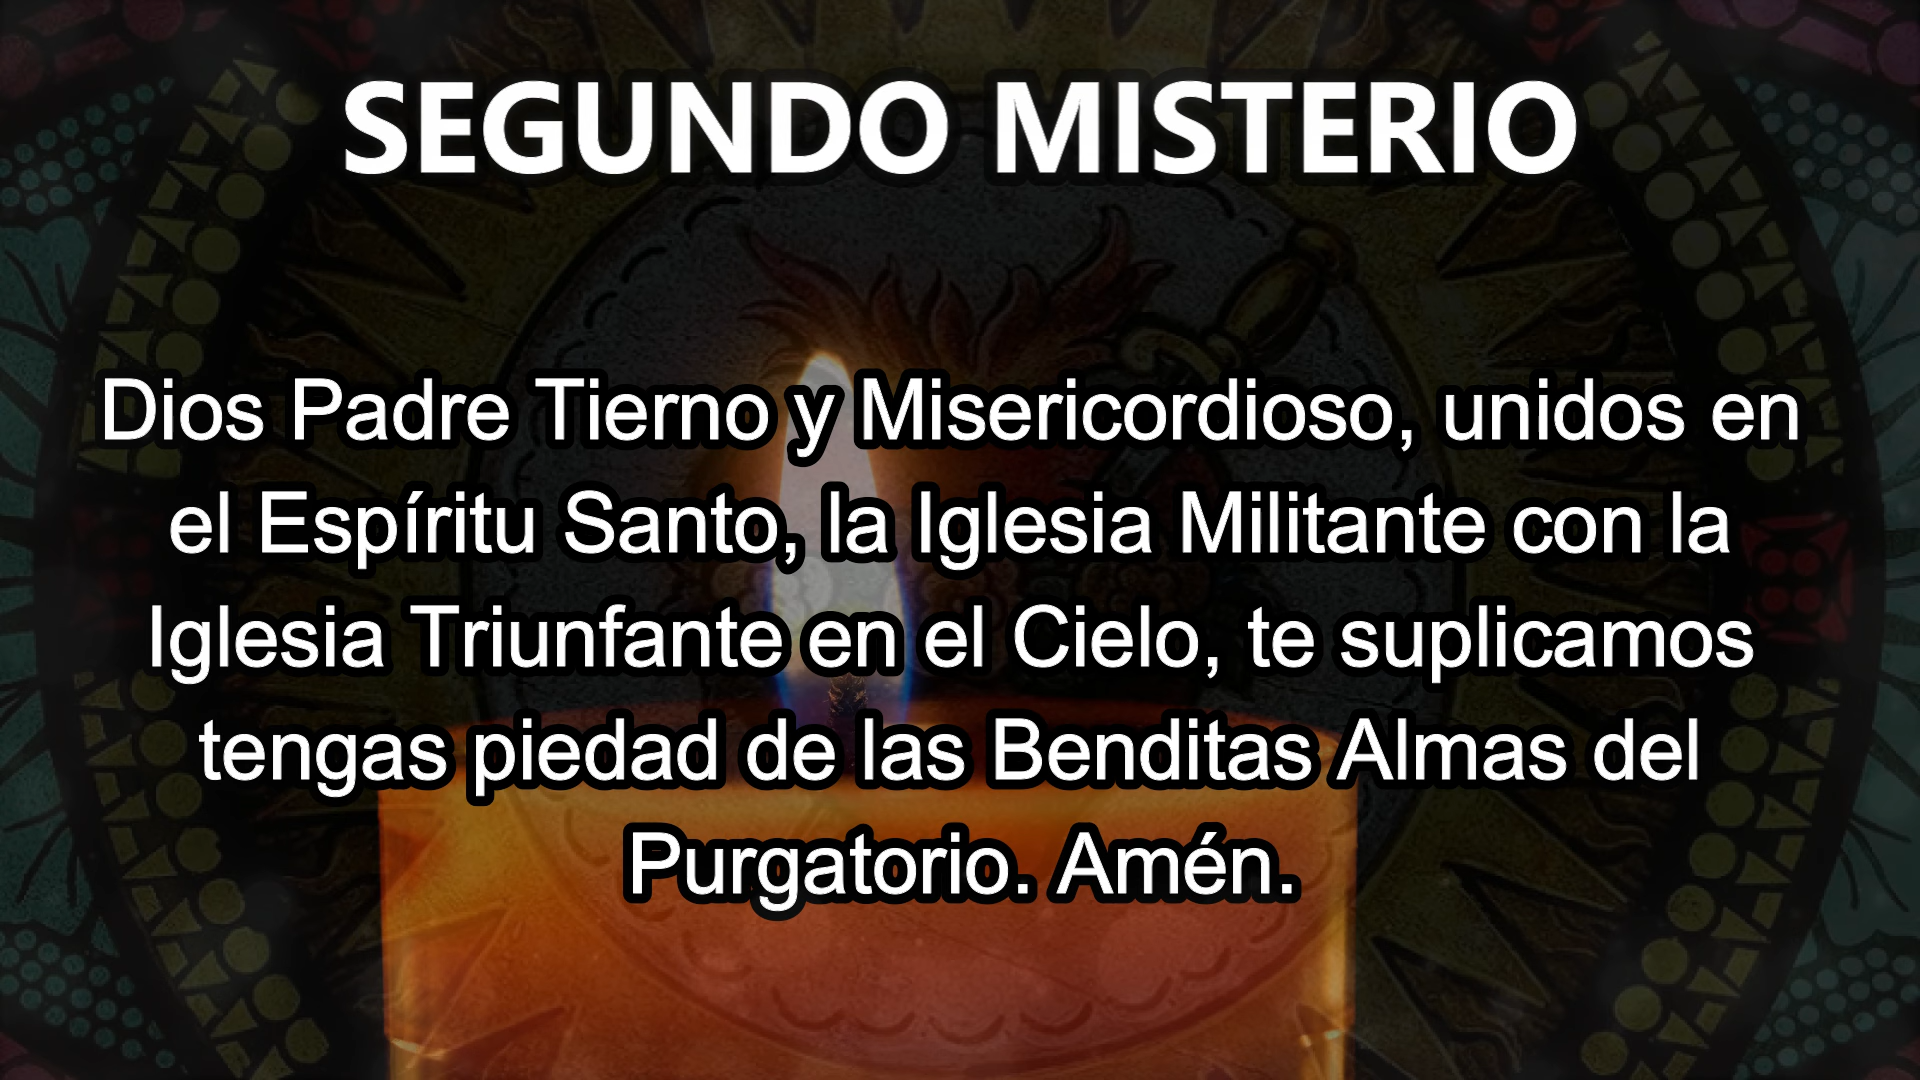 SEGUNDO MISTERIO
Dios Padre Tierno y Misericordioso, unidos en
el Espíritu Santo, la Iglesia Militante con la
Iglesia Triunfante en el Cielo, te suplicamos
tengas piedad de las Benditas Almas del
Purgatorio. Amén.